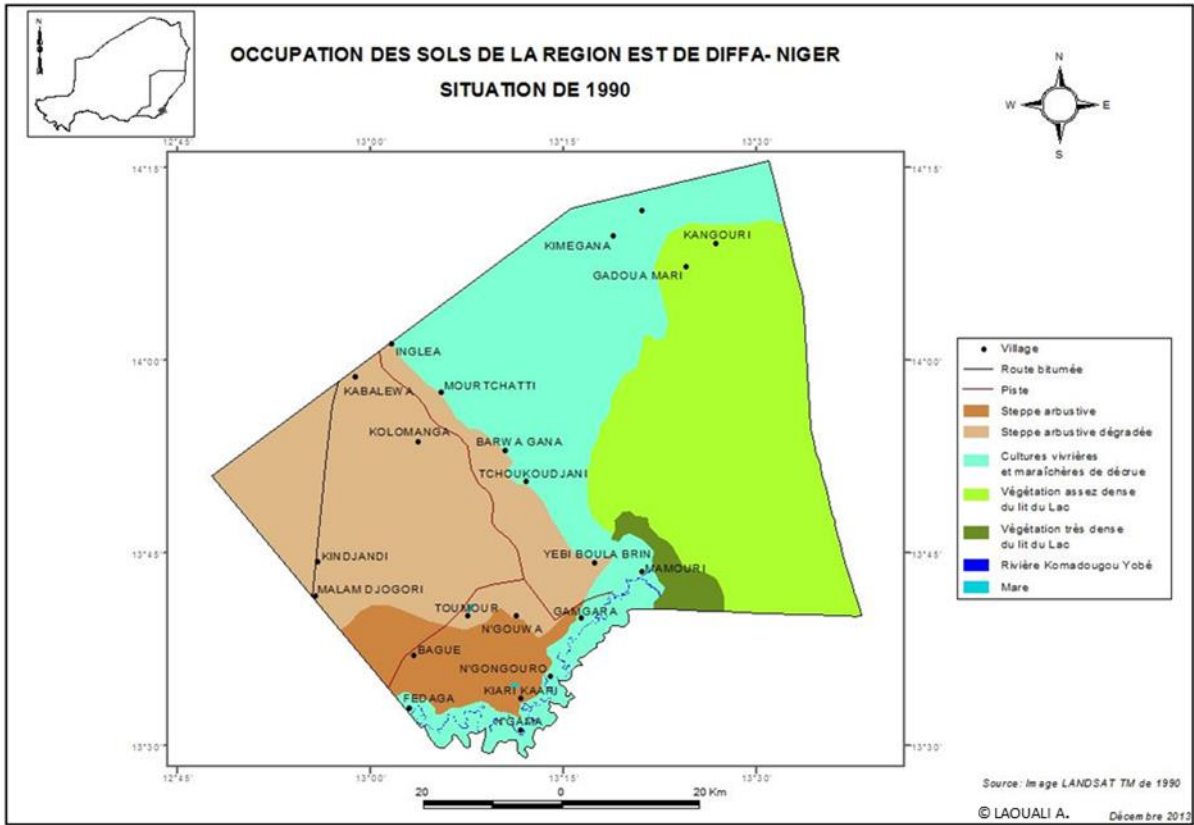 N
OCCUPATION DES SOLS DE LA REGION EST DE DIFFA- NIGER
SITUATION DE 1990
N
W
E
S
12°45'
13°00'
13°15'
13°30'
14°15'
14°15'
KIMEGANA
KANGOURI
GADOUA MARI
INGLEA
14°00'
14°00'
KABALEWA
MOURTCHATTI
KOLOMANGA
BARWA GANA
TCHOUKOUDJANI
13°45'
13°45'
KINDJANDI
YEBI BOULA BRIN
MAMOURI
MALAM DJOGORI
TOUMOUR
GAMGARA
N'GOUWA
BAGUE
N'GONGOURO
KIARI KAARI
FEDAGA
N'GAMA
13°30'
13°30'
12°45'
13°00'
13°15'
13°30'
20
0
20 Km
Village
Route bitumée
Piste
Steppe arbustive
Steppe arbustive dégradée
Cultures vivrières
et maraîchères de décrue
Végétation assez dense
du lit du Lac
Végétation très dense
du lit du Lac
Rivière Komadougou Yobé
Mare
Source: Image LANDSAT TM de 1990
© LAOUALI A.
Décembre 2013